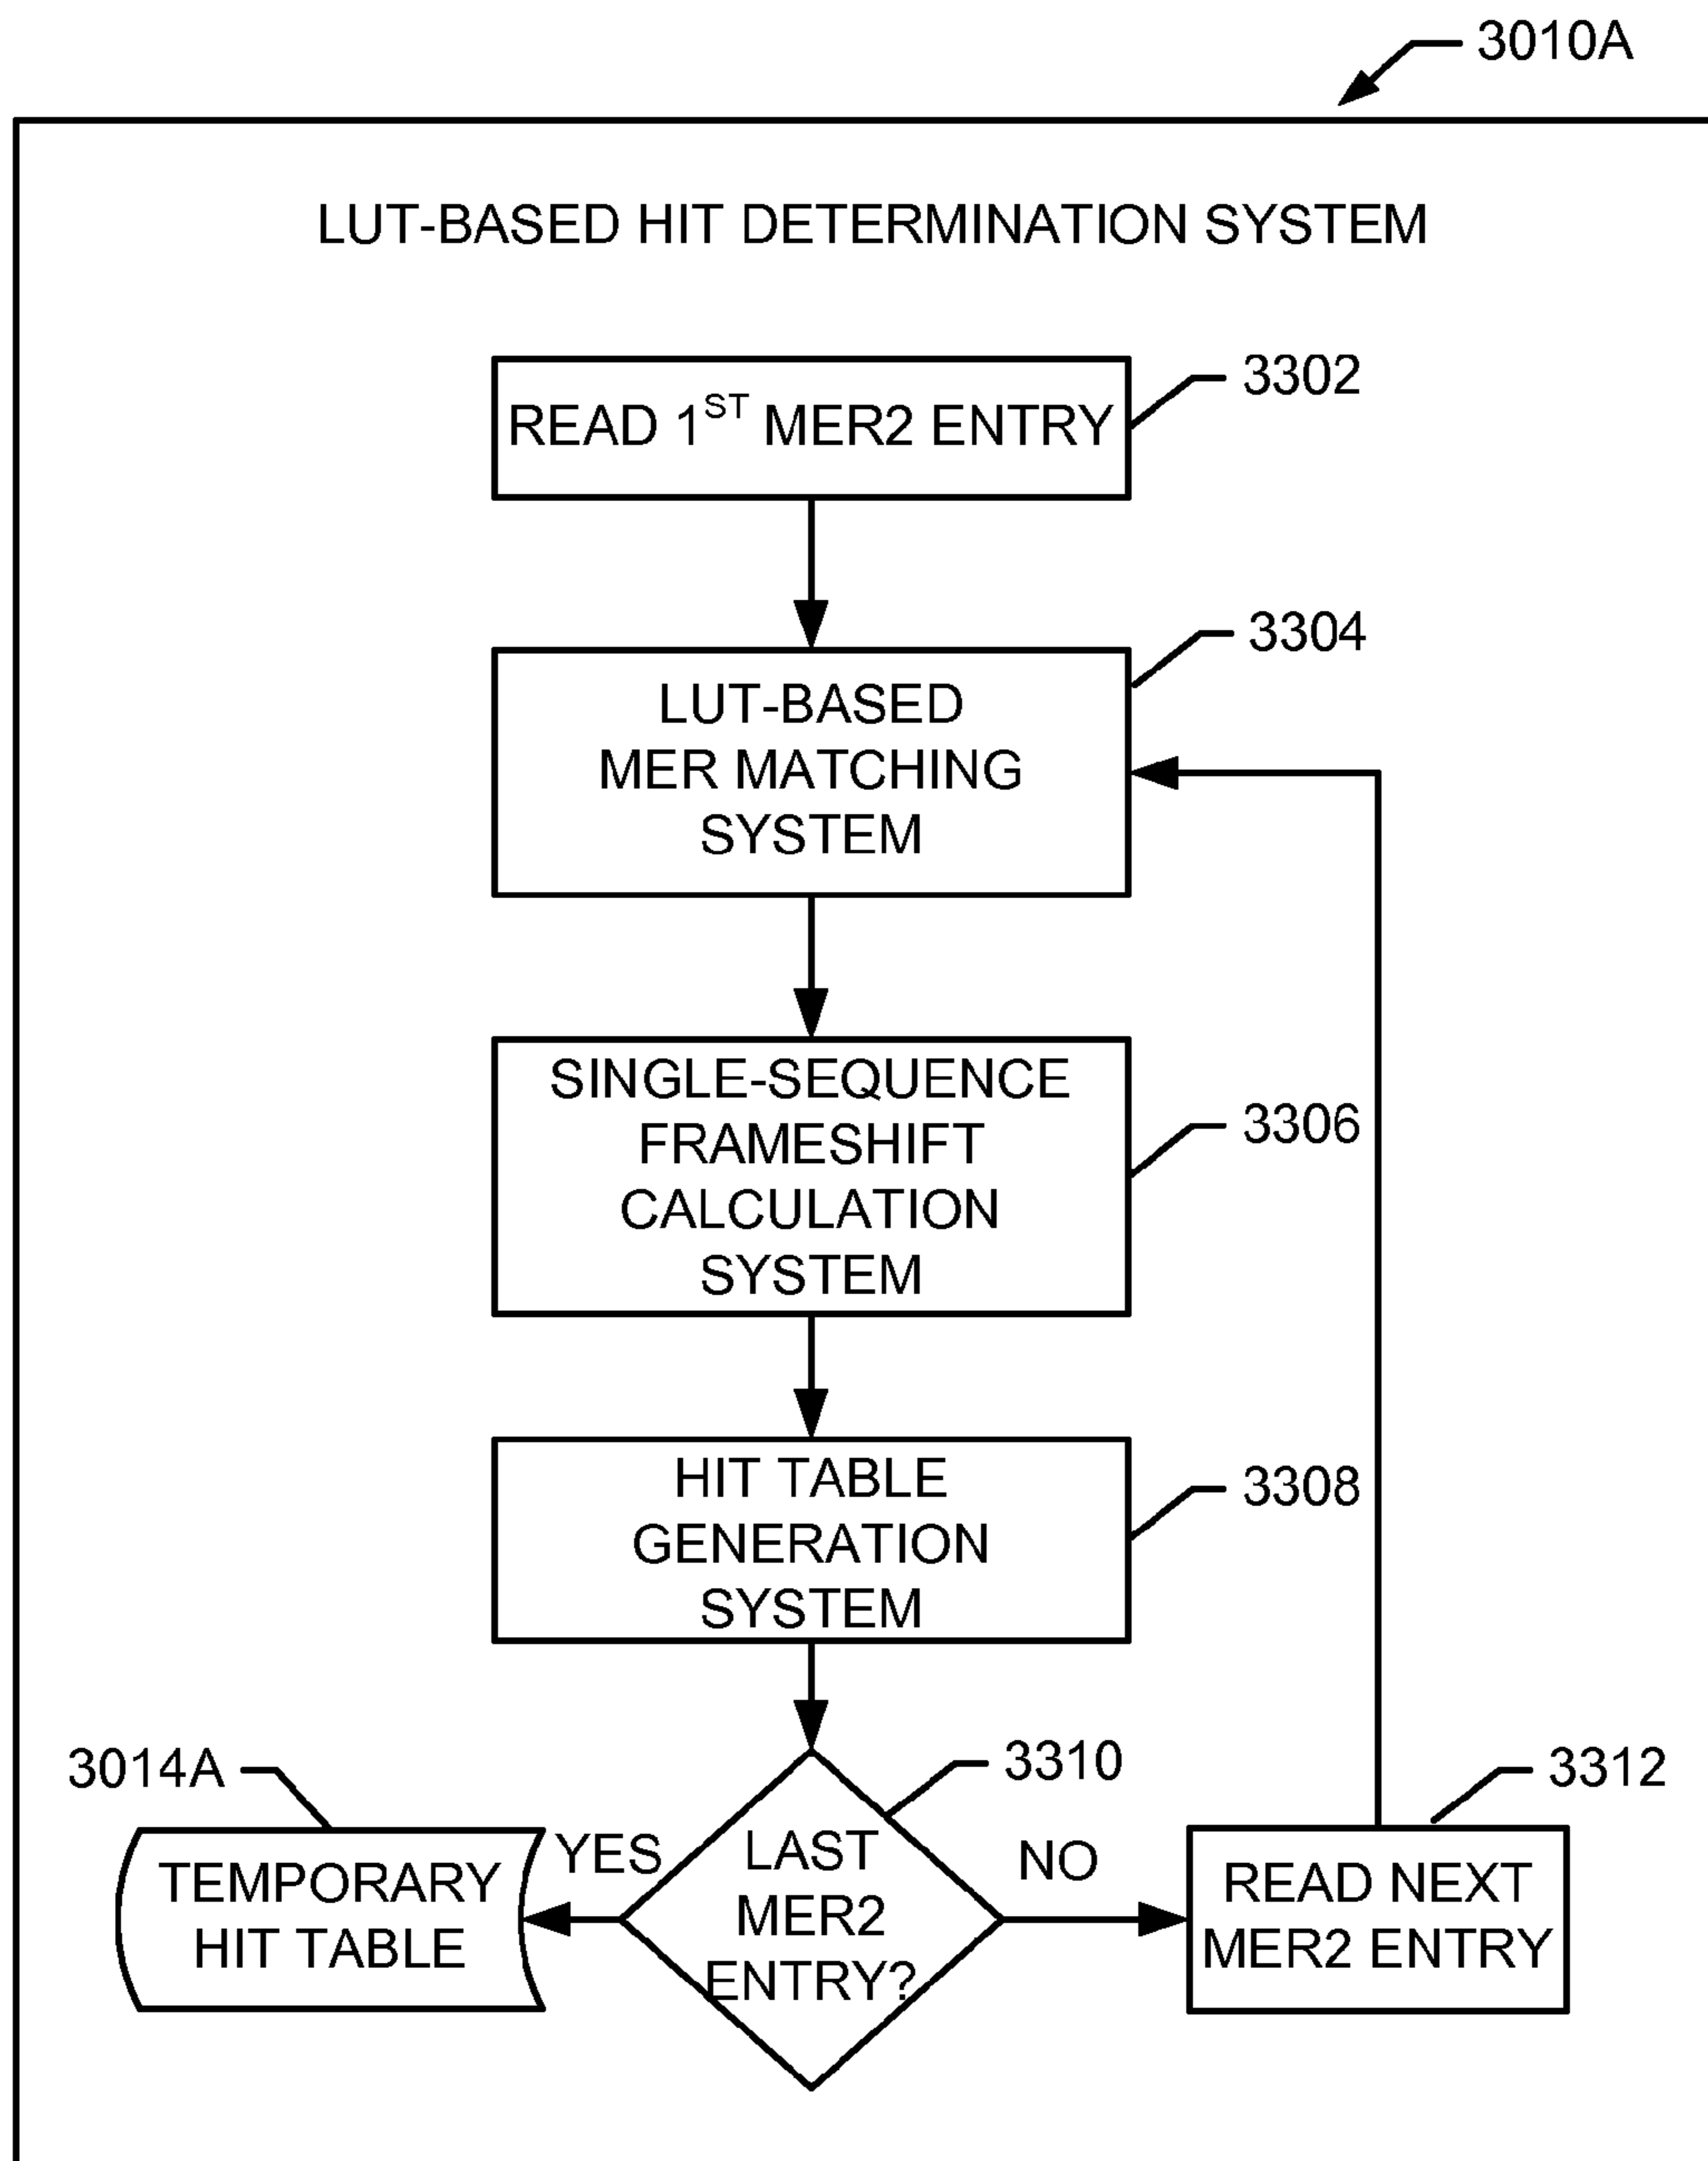 3010A
LUT-BASED HIT DETERMINATION SYSTEM
READ 1ST MER2 ENTRY
3302
3304
LUT-BASED
MER MATCHING
SYSTEM
SINGLE-SEQUENCE
FRAMESHIFT
CALCULATION
SYSTEM
3306
HIT TABLE
GENERATION
SYSTEM
3308
3014A
3310
3312
TEMPORARY
HIT TABLE
YES
LAST
MER2
ENTRY?
NO
READ NEXT
MER2 ENTRY